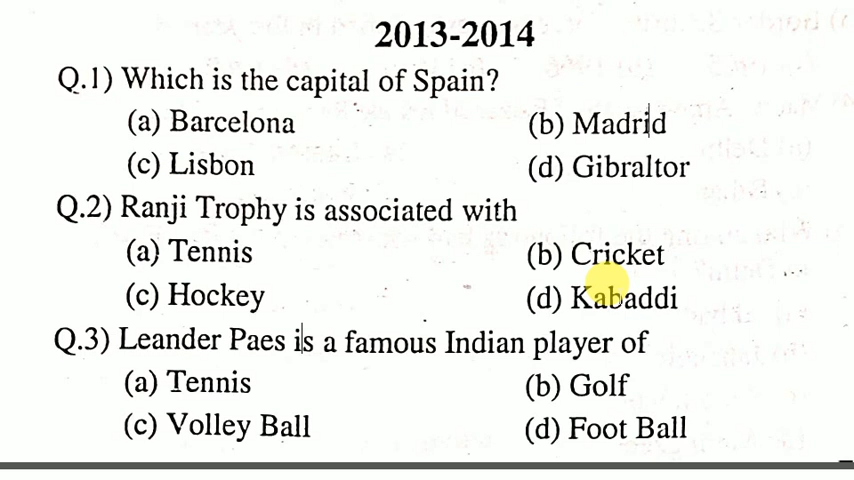 2013-2014
Q.1) Which is the capital of Spain?
(a) Barcelona (b) Madrid
(c) Lisbon (d) Gibraltor
Q.2) Ranji Trophy is associated with
(a) Tennis (b) Cricket
(c) Hockey (d) Kabaddi
Q.3) Leander Paes is a famous Indian player of
(a) Tennis (b) Golf
(c) Volley Ball (d) Foot Ball